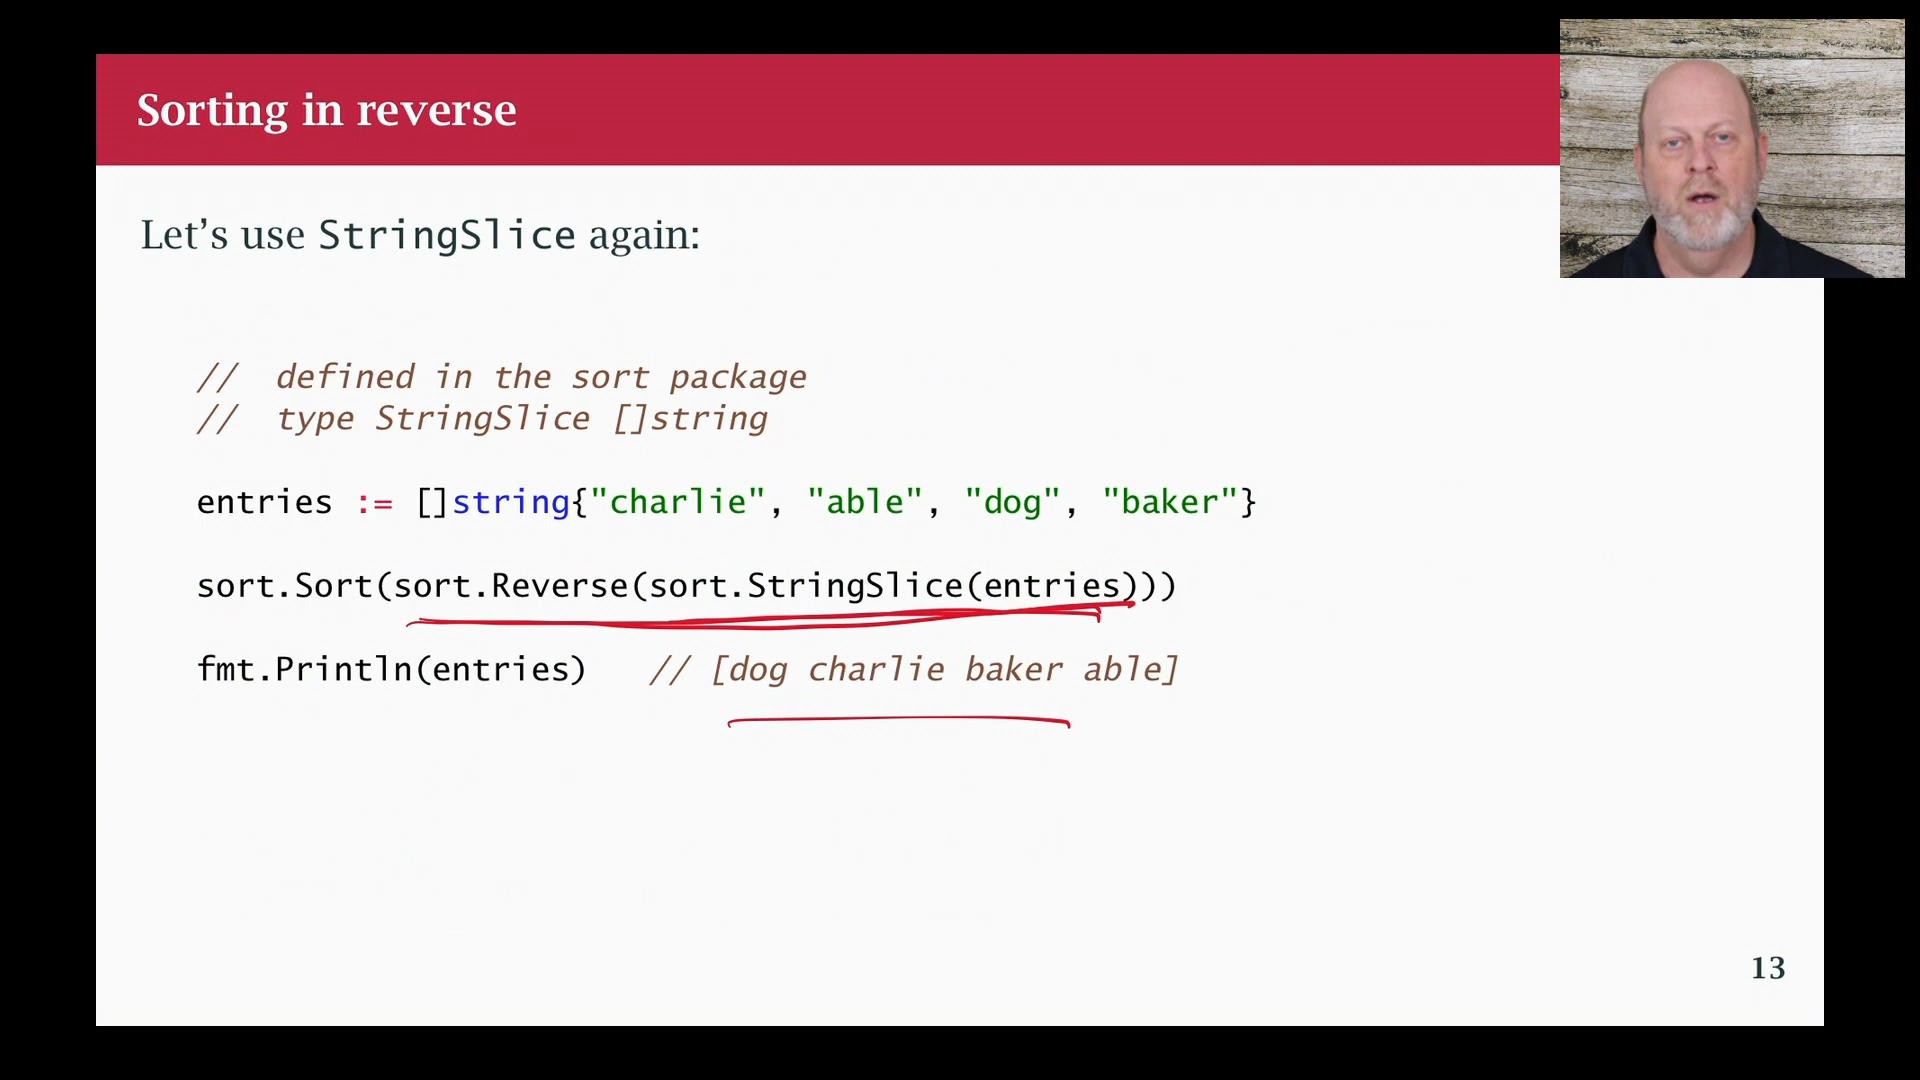 Sorting in reverse
Let’s use StringSlice again:
// defined in the sort package
// type StringSlice []string
entries := []string{"charlie", "able", "dog", "baker"}
sort.Sort(sort.Reverse(sort.StringSlice(entries)))
fmt.Println(entries) // [dog charlie baker able]
13